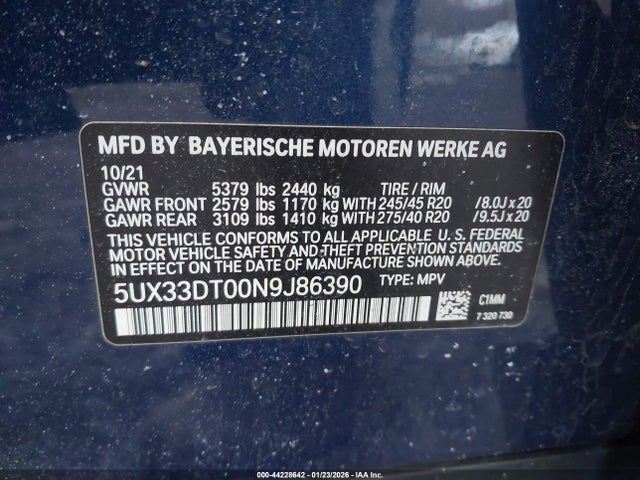 MFD BY BAYERISCHE MOTOREN WERKE AG
10/21
GVWR 5379 lbs 2440 kg TIRE / RIM
GAWR FRONT 2579 lbs 1170 kg WITH 245/45 R20 /8.0J x 20
GAWR REAR 3109 lbs 1410 kg WITH 275/40 R20 /9.5J x 20
THIS VEHICLE CONFORMS TO ALL APPLICABLE U. S. FEDERAL
MOTOR VEHICLE SAFETY AND THEFT PREVENTION STANDARDS
IN EFFECT ON THE DATE OF MANUFACTURE SHOWN ABOVE.
5UX33DT00N9J86390 TYPE: MPV
C1MM
7 320 730
000-44228642 - 01/23/2026 - IAA Inc.